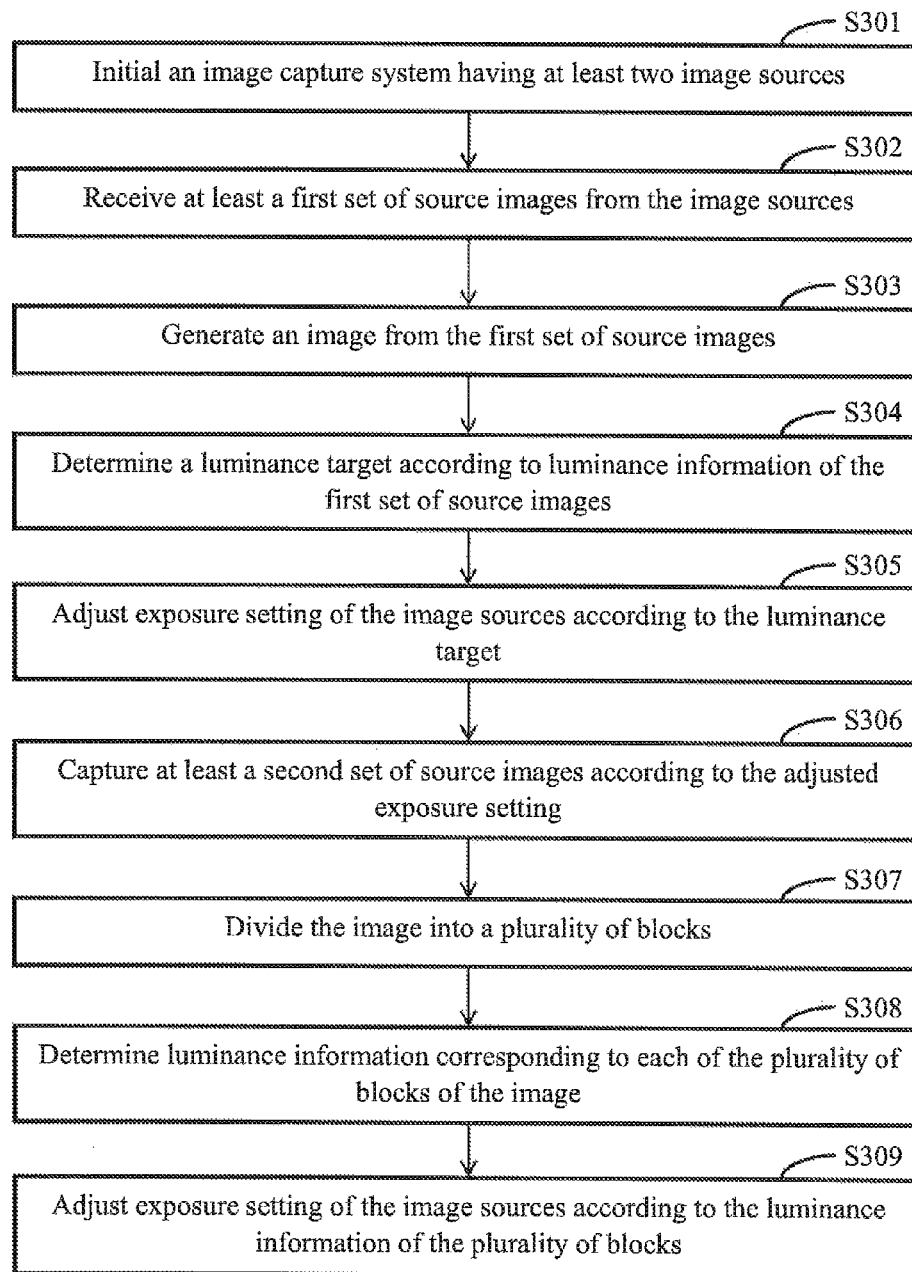 S301
Initial an image capture system having at least two image sources
S302
Receive at least a first set of source images from the image sources
S303
Generate an image from the first set of source images
S304
Determine a luminance target according to luminance information of the
first set of source images
S305
Adjust exposure setting of the image sources according to the luminance
target
S306
Capture at least a second set of source images according to the adjusted
exposure setting
S307
Divide the image into a plurality of blocks
S308
Determine luminance information corresponding to each of the plurality of
blocks of the image
S309
Adjust exposure setting of the image sources according to the luminance
information of the plurality of blocks